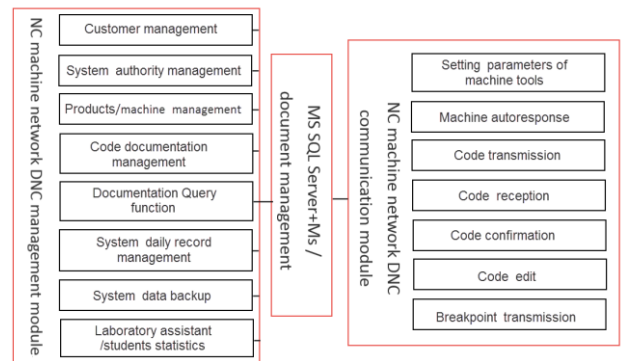 NC machine network DNC management module
Customer management
System authority management
Products/machine management
Code documentation
management
Documentation Query
function
System daily record
management
System data backup
Laboratory assistant
/students statistics
MS SQL Server+Ms /
document management
NC machine network DNC
communication module
Setting parameters of
machine tools
Machine autoresponse
Code transmission
Code reception
Code confirmation
Code edit
Breakpoint transmission